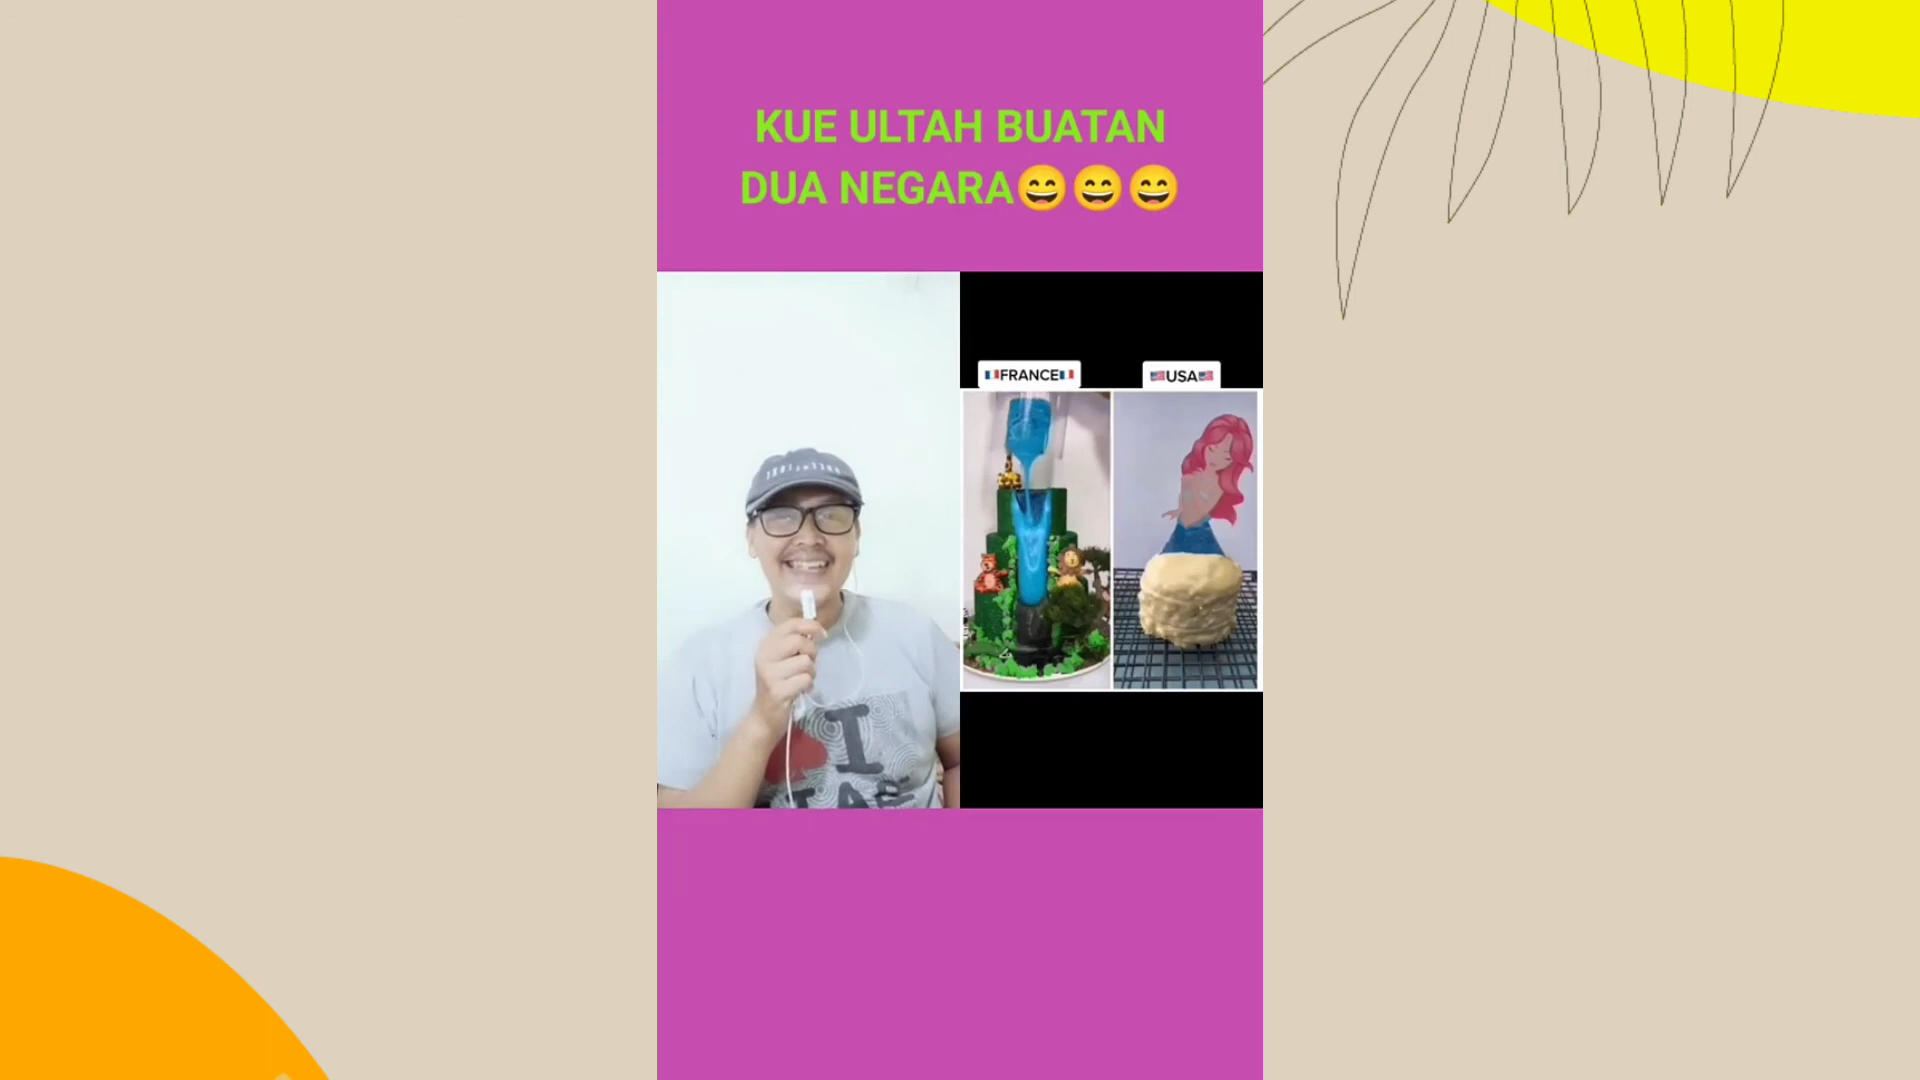 KUE ULTAH BUATAN
DUA NEGARA😄😄😄
🇫🇷FRANCE🇫🇷
🇺🇸USA🇺🇸
I